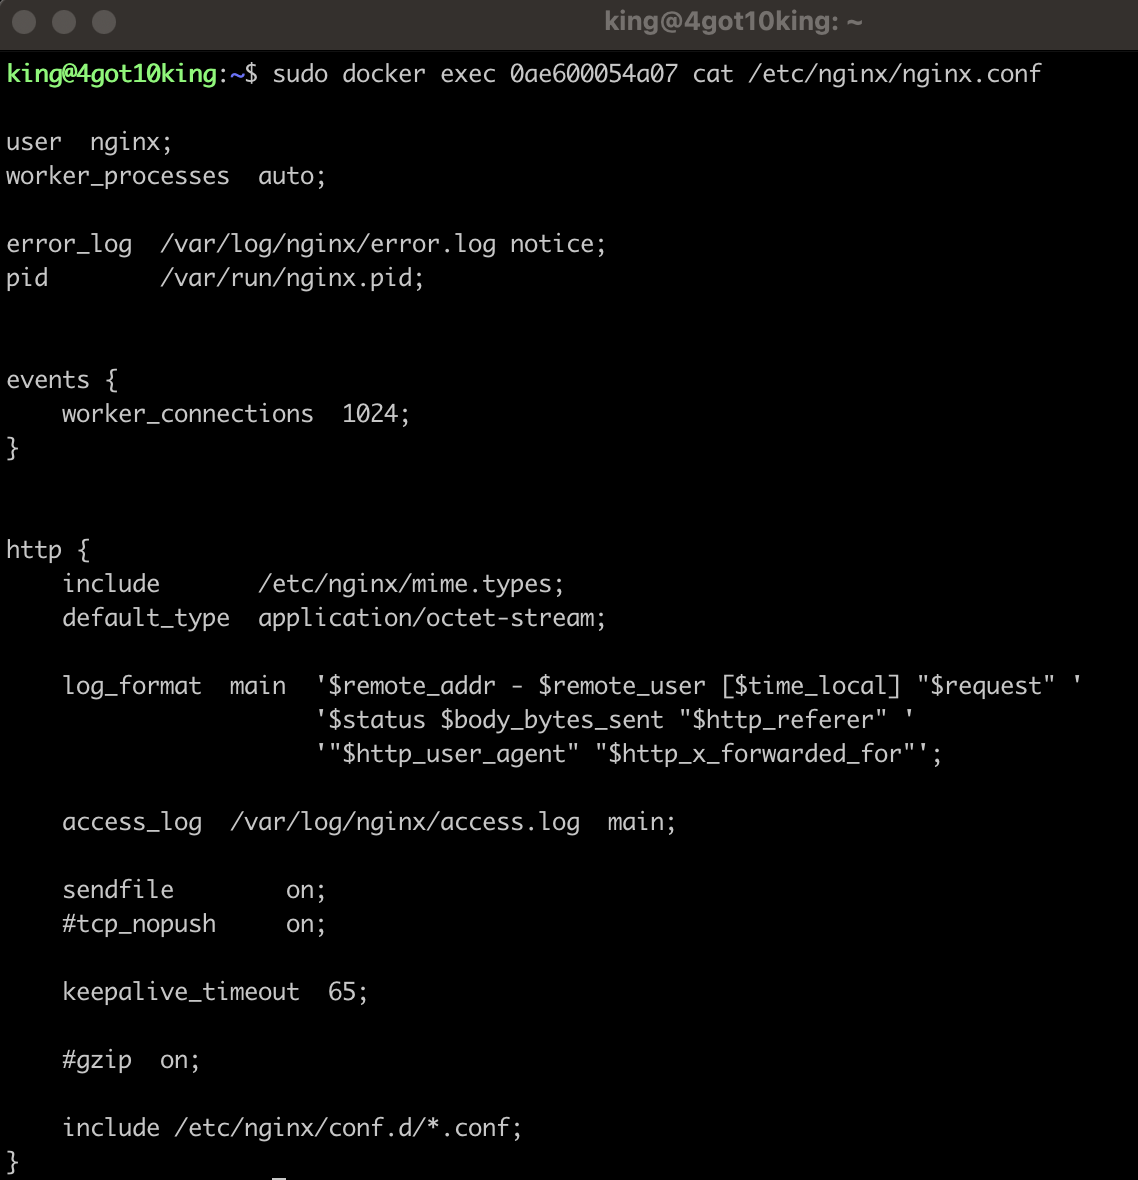 king@4got10king: ~
king@4got10king:~$ sudo docker exec 0ae600054a07 cat /etc/nginx/nginx.conf

user  nginx;
worker_processes  auto;

error_log  /var/log/nginx/error.log notice;
pid        /var/run/nginx.pid;


events {
    worker_connections  1024;
}


http {
    include       /etc/nginx/mime.types;
    default_type  application/octet-stream;

    log_format  main  '$remote_addr - $remote_user [$time_local] "$request" '
                      '$status $body_bytes_sent "$http_referer" '
                      '"$http_user_agent" "$http_x_forwarded_for"';

    access_log  /var/log/nginx/access.log  main;

    sendfile        on;
    #tcp_nopush     on;

    keepalive_timeout  65;

    #gzip  on;

    include /etc/nginx/conf.d/*.conf;
}